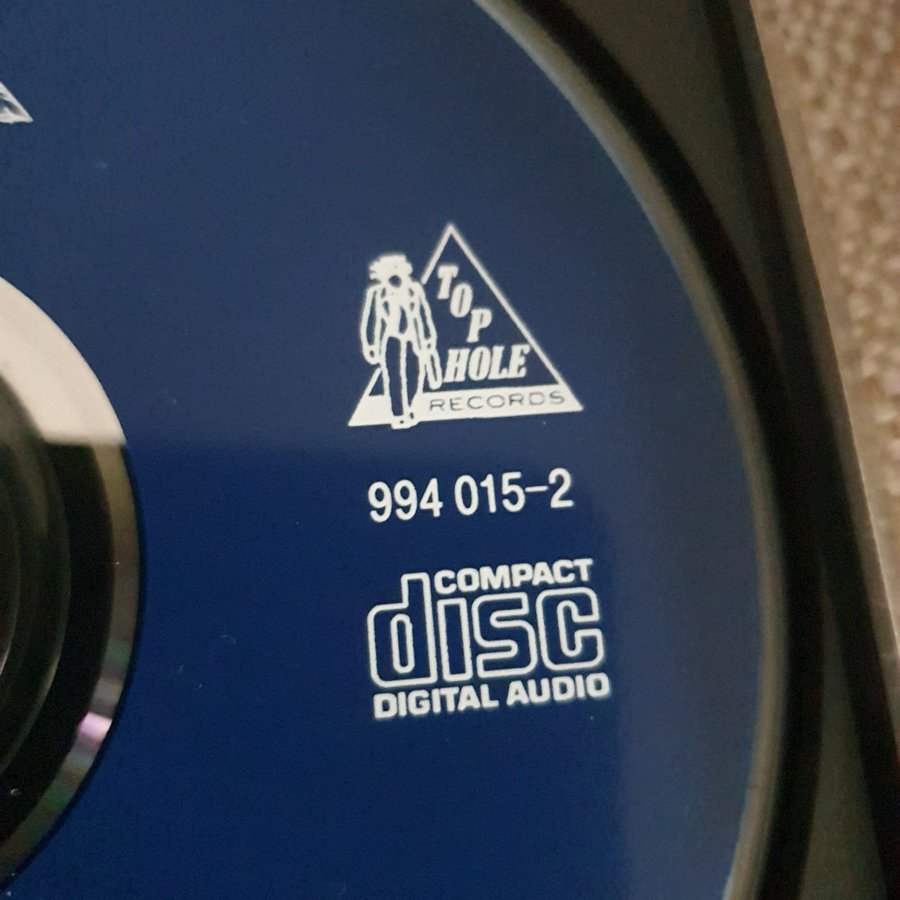 TOP
HOLE
RECORDS
994 015-2
COMPACT
disc
DIGITAL AUDIO